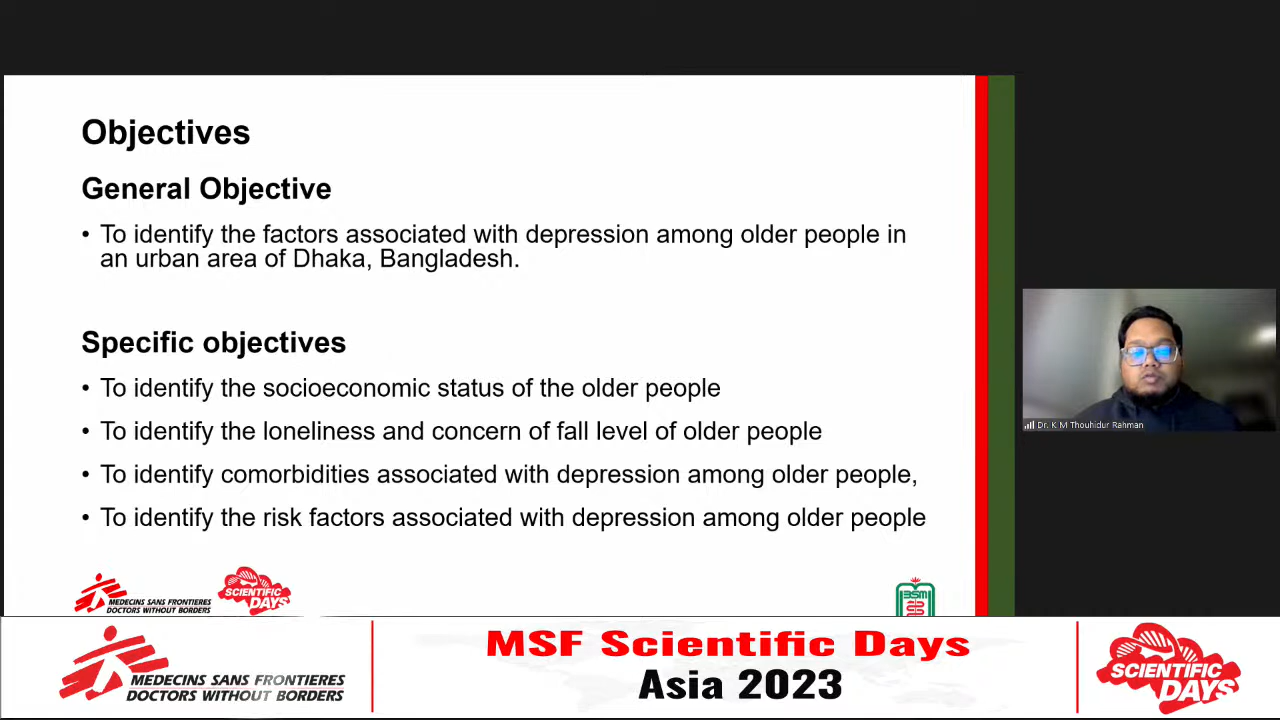 Objectives
General Objective
• To identify the factors associated with depression among older people in
an urban area of Dhaka, Bangladesh.
Specific objectives
• To identify the socioeconomic status of the older people
• To identify the loneliness and concern of fall level of older people
• To identify comorbidities associated with depression among older people,
• To identify the risk factors associated with depression among older people
MEDECINS SANS FRONTIERES
DOCTORS WITHOUT BORDERS
SCIENTIFIC
DAYS
BSM
Dr. K M Thouhidur Rahman
MEDECINS SANS FRONTIERES
DOCTORS WITHOUT BORDERS
MSF Scientific Days
Asia 2023
SCIENTIFIC
DAYS